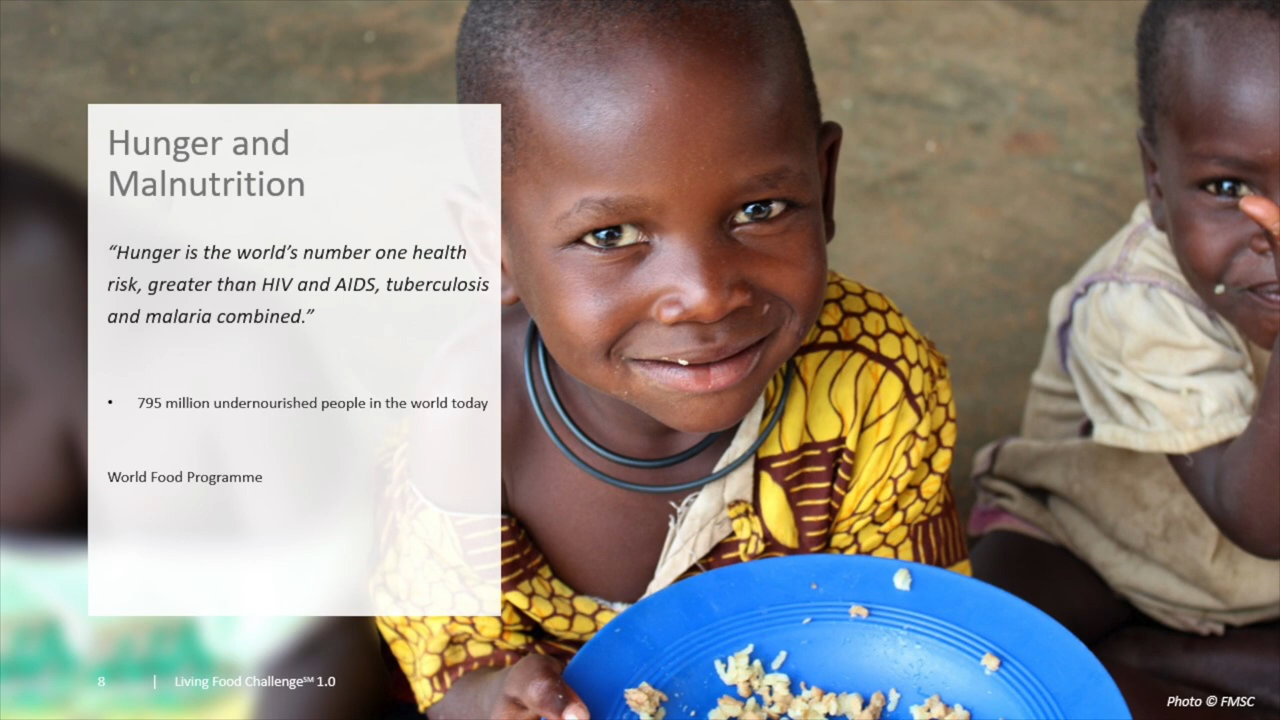 Hunger and
Malnutrition
“Hunger is the world’s number one health
risk, greater than HIV and AIDS, tuberculosis
and malaria combined.”
• 795 million undernourished people in the world today
World Food Programme
8 | Living Food Challenge℠ 1.0
Photo © FMSC